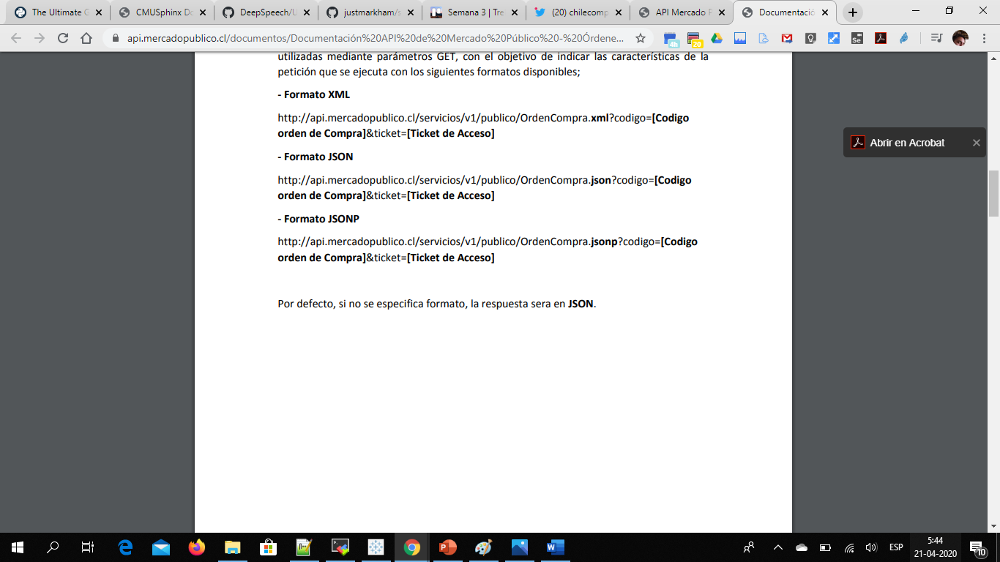 The Ultimate G
CMUSphinx Do
DeepSpeech/U
justmarkham/s
Semana 3 | Tre
(20) chilecomp
API Mercado P
Documentació
api.mercadopublico.cl/documentos/Documentación%20API%20de%20Mercado%20Público%20-%20Órdene...
4h
20
Se
utilizadas mediante parámetros GET, con el objetivo de indicar las características de la
petición que se ejecuta con los siguientes formatos disponibles;
- Formato XML
http://api.mercadopublico.cl/servicios/v1/publico/OrdenCompra.xml?codigo=[Codigo
orden de Compra]&ticket=[Ticket de Acceso]
Abrir en Acrobat
- Formato JSON
http://api.mercadopublico.cl/servicios/v1/publico/OrdenCompra.json?codigo=[Codigo
orden de Compra]&ticket=[Ticket de Acceso]
- Formato JSONP
http://api.mercadopublico.cl/servicios/v1/publico/OrdenCompra.jsonp?codigo=[Codigo
orden de Compra]&ticket=[Ticket de Acceso]
Por defecto, si no se especifica formato, la respuesta sera en JSON.
ESP
5:44
21-04-2020
10